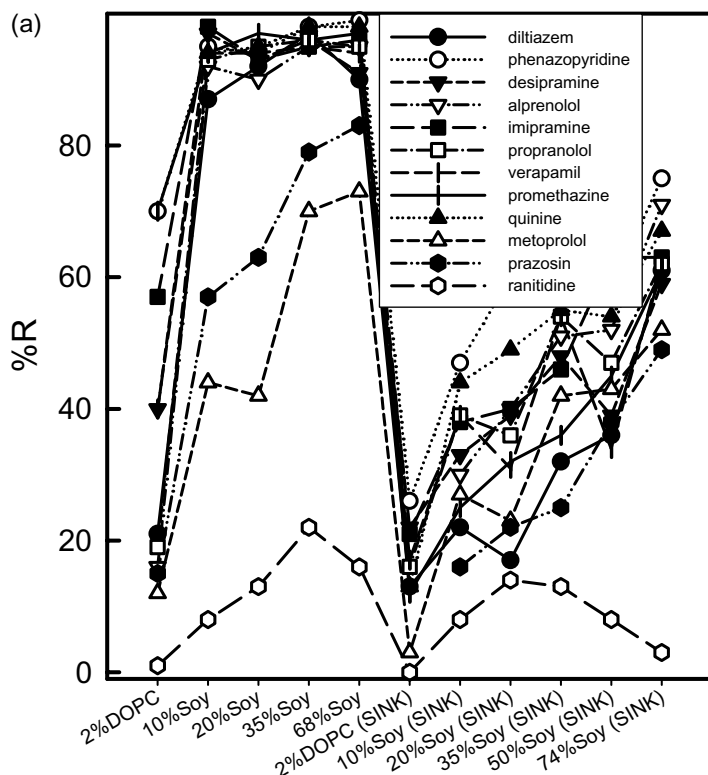 (a)
%R
80
60
40
20
0
diltiazem
phenazopyridine
desipramine
alprenolol
imipramine
propranolol
verapamil
promethazine
quinine
metoprolol
prazosin
ranitidine
2%DOPC
10%Soy
20%Soy
35%Soy
68%Soy
2%DOPC (SINK)
10%Soy (SINK)
20%Soy (SINK)
35%Soy (SINK)
50%Soy (SINK)
74%Soy (SINK)